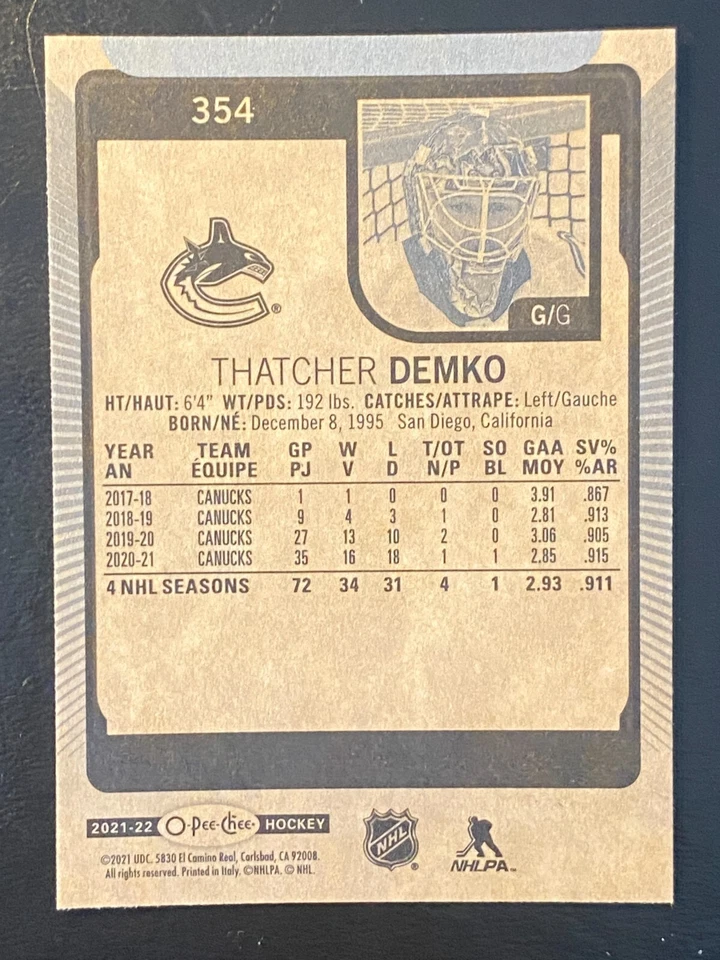 354
G/G
THATCHER DEMKO
HT/HAUT: 6'4" WT/PDS: 192 lbs. CATCHES/ATTRAPE: Left/Gauche
BORN/NÉ: December 8, 1995 San Diego, California
YEAR TEAM GP W L T/OT SO GAA SV%
AN ÉQUIPE PJ V D N/P BL MOY %AR
2017-18 CANUCKS 1 1 0 0 0 3.91 .867
2018-19 CANUCKS 9 4 3 1 0 2.81 .913
2019-20 CANUCKS 27 13 10 2 0 3.06 .905
2020-21 CANUCKS 35 16 18 1 1 2.85 .915
4 NHL SEASONS 72 34 31 4 1 2.93 .911
2021-22 O-Pee-Chee HOCKEY
©2021 UDC. 5830 El Camino Real, Carlsbad, CA 92008.
All rights reserved. Printed in Italy. ©NHLPA. © NHL.
NHL ®
NHLPA™